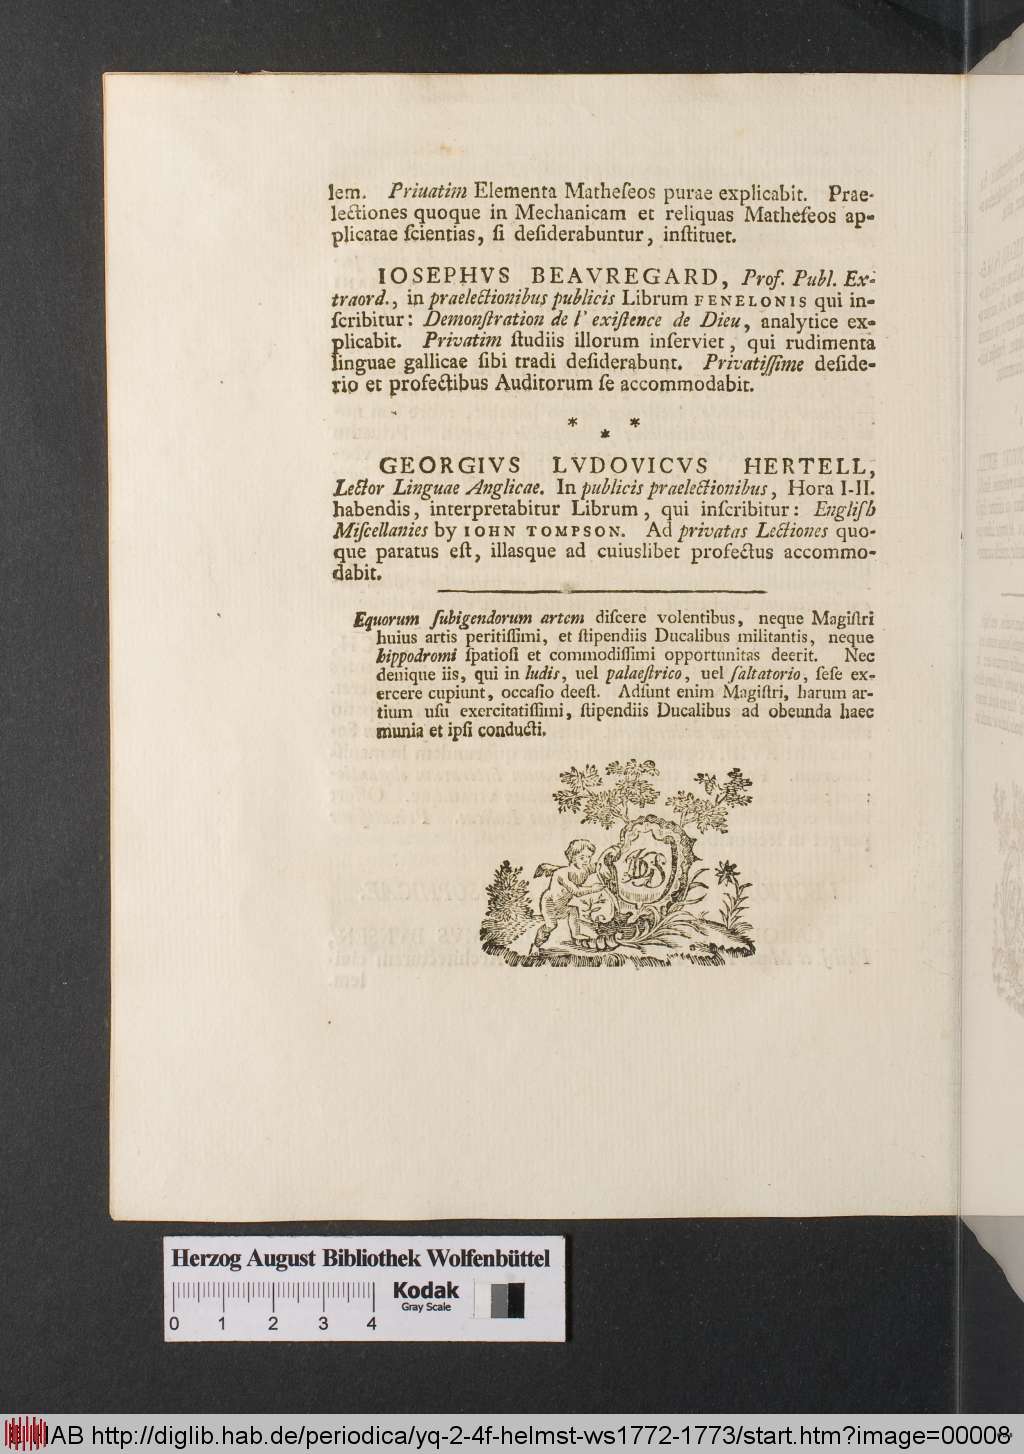 lem. Priuatim Elementa Matheſeos purae explicabit. Prae-
lectiones quoque in Mechanicam et reliquas Matheſeos ap-
plicatae ſcientias, ſi deſiderabuntur, inſtituet.
IOSEPHVS BEAVREGARD, Prof. Publ. Ex-
traord., in praelectionibus publicis Librum FENELONIS qui in-
ſcribitur: Demonſtration de l' exiſtence de Dieu, analytice ex-
plicabit. Privatim ſtudiis illorum inſerviet, qui rudimenta
linguae gallicae ſibi tradi deſiderabunt. Privatiſſime deſide-
rio et profectibus Auditorum ſe accommodabit.
* * *
GEORGIVS LVDOVICVS HERTELL,
Lector Linguae Anglicae. In publicis praelectionibus, Hora I-II.
habendis, interpretabitur Librum, qui inſcribitur: Engliſh
Miſcellanies by IOHN TOMPSON. Ad privatas Lectiones quo-
que paratus eſt, illasque ad cuiuslibet profectus accommo-
dabit.
Equorum ſubigendorum artem diſcere volentibus, neque Magiſtri
huius artis peritiſſimi, et ſtipendiis Ducalibus militantis, neque
hippodromi ſpatioſi et commodiſſimi opportunitas deerit. Nec
denique iis, qui in ludis, uel palaeſtrico, uel ſaltatorio, ſeſe ex-
ercere cupiunt, occaſio deeſt. Adſunt enim Magiſtri, harum ar-
tium uſu exercitatiſſimi, ſtipendiis Ducalibus ad obeunda haec
munia et ipſi conducti.
Herzog August Bibliothek Wolfenbüttel
Kodak
Gray Scale
0 1 2 3 4
HAB http://diglib.hab.de/periodica/yq-2-4f-helmst-ws1772-1773/start.htm?image=00008